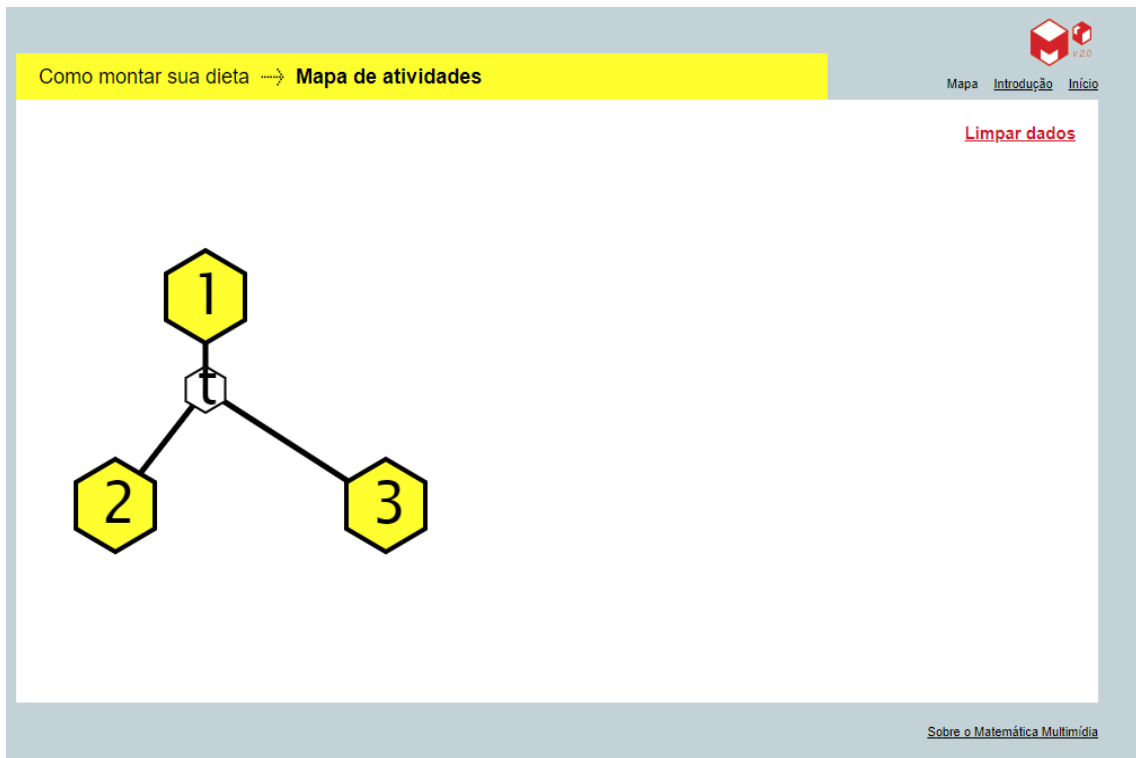 v 2.0
Como montar sua dieta Mapa de atividades
Mapa Introdução Início
Limpar dados
1
t
2 3
Sobre o Matemática Multimídia